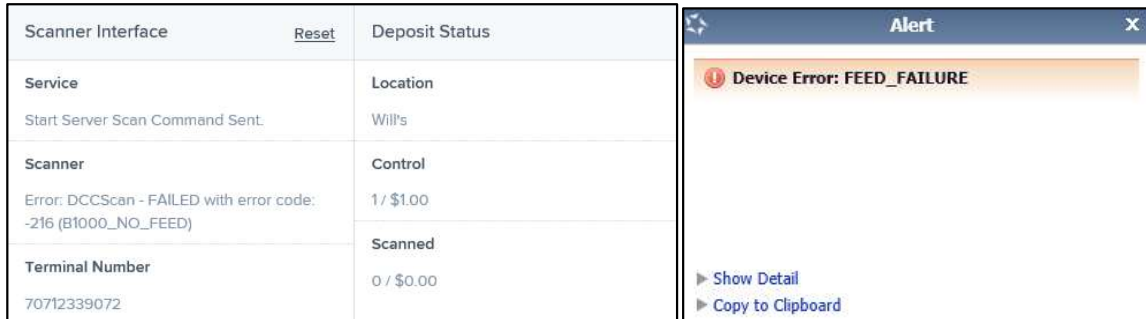 Scanner Interface
Reset
Service
Start Server Scan Command Sent.
Scanner
Error: DCCScan - FAILED with error code:
-216 (B1000_NO_FEED)
Terminal Number
70712339072
Deposit Status
Location
Will's
Control
1 / $1.00
Scanned
0 / $0.00
Alert
X
Device Error: FEED_FAILURE
Show Detail
Copy to Clipboard